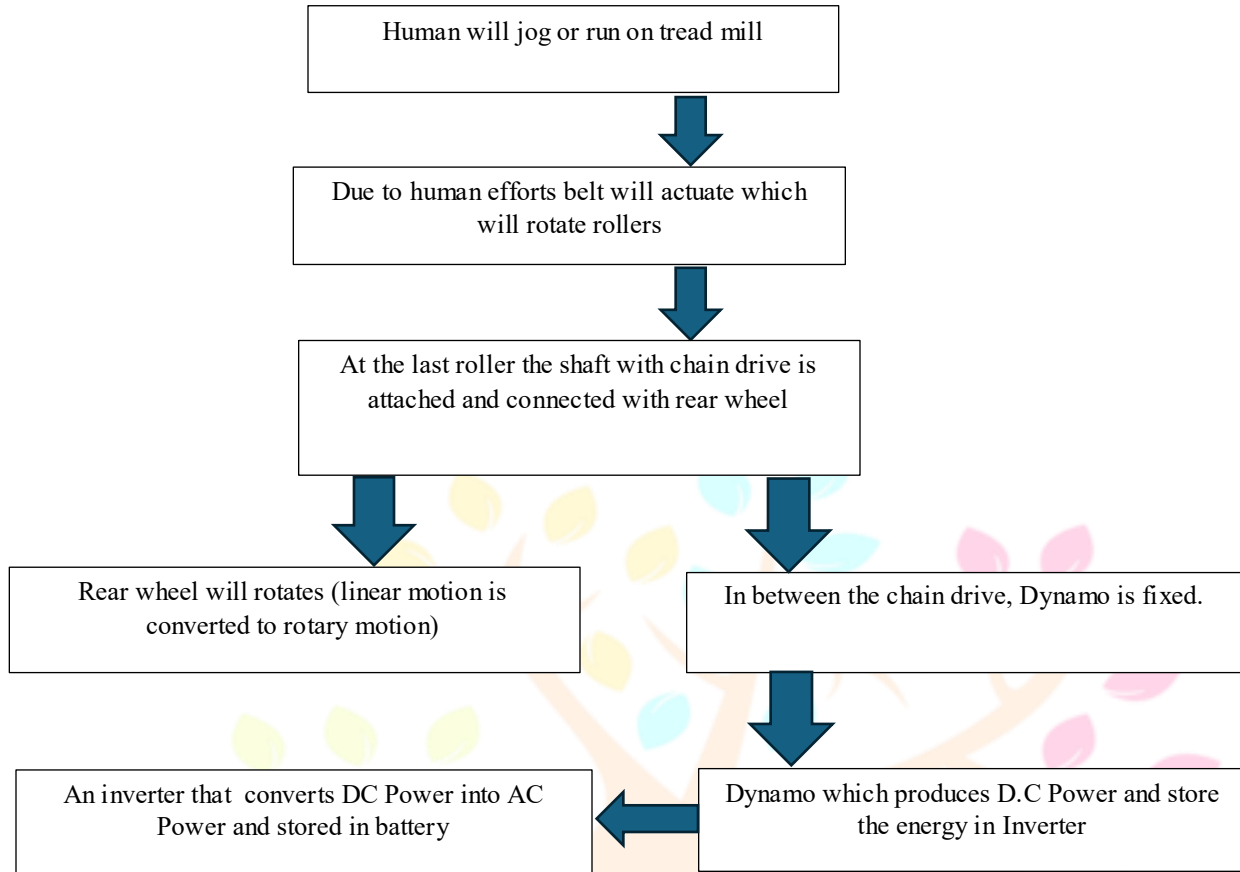 Human will jog or run on tread mill
Due to human efforts belt will actuate which
will rotate rollers
At the last roller the shaft with chain drive is
attached and connected with rear wheel
Rear wheel will rotates (linear motion is
converted to rotary motion)
In between the chain drive, Dynamo is fixed.
An inverter that converts DC Power into AC
Power and stored in battery
Dynamo which produces D.C Power and store
the energy in Inverter